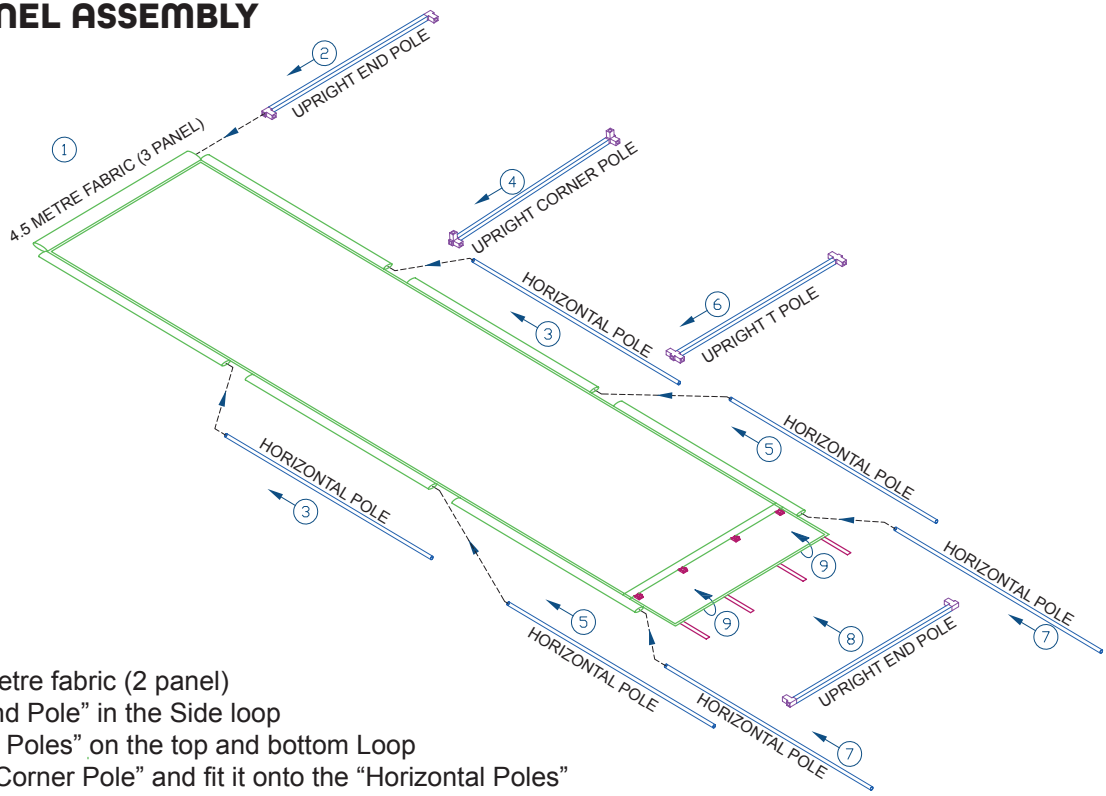 NEL ASSEMBLY
2
UPRIGHT END POLE
1
4.5 METRE FABRIC (3 PANEL)
4
UPRIGHT CORNER POLE
HORIZONTAL POLE
3
6
UPRIGHT T POLE
HORIZONTAL POLE
5
HORIZONTAL POLE
3
9
HORIZONTAL POLE
7
9
5
HORIZONTAL POLE
8
UPRIGHT END POLE
HORIZONTAL POLE
7
etre fabric (2 panel)
nd Pole” in the Side loop
Poles” on the top and bottom Loop
Corner Pole” and fit it onto the “Horizontal Poles”